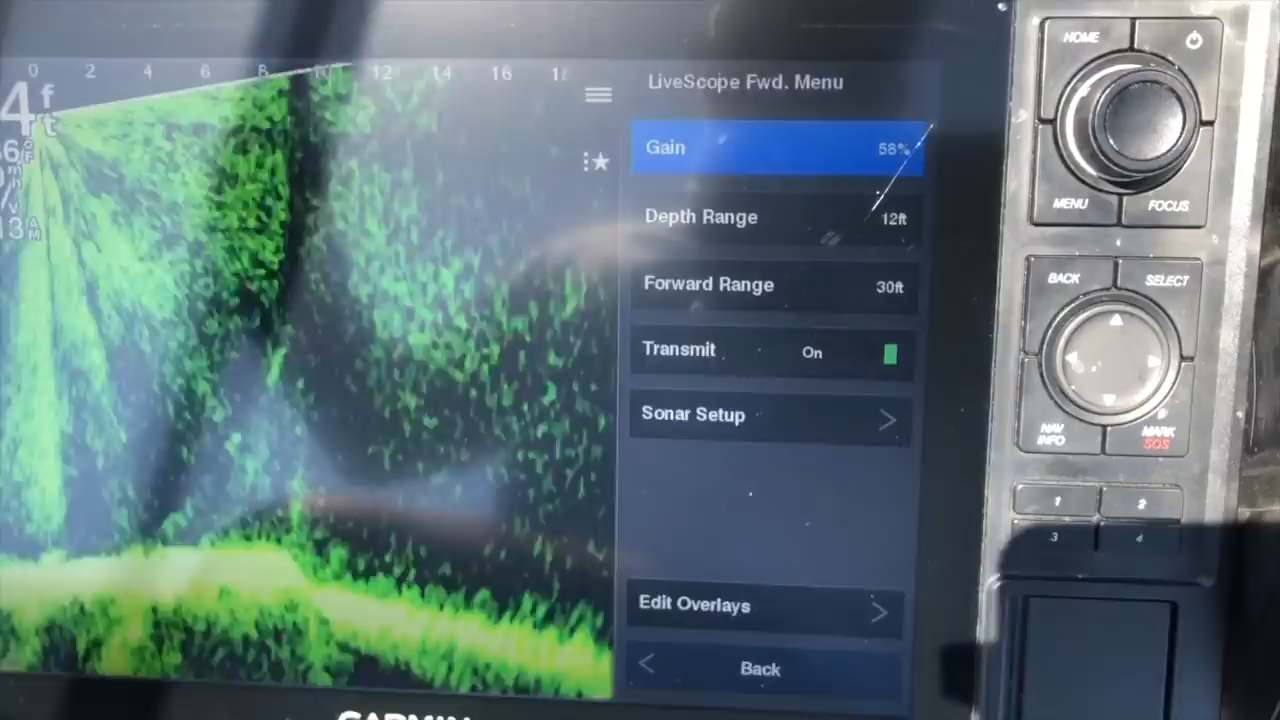 0 2 4 6 8 10 12 14 16
4 ft
LiveScope Fwd. Menu
Gain 58%
Depth Range 12ft
Forward Range 30ft
Transmit On
Sonar Setup
Edit Overlays
Back
GARMIN
HOME
MENU
FOCUS
BACK
SELECT
NAV INFO
MARK
SOS
1
2
3
4